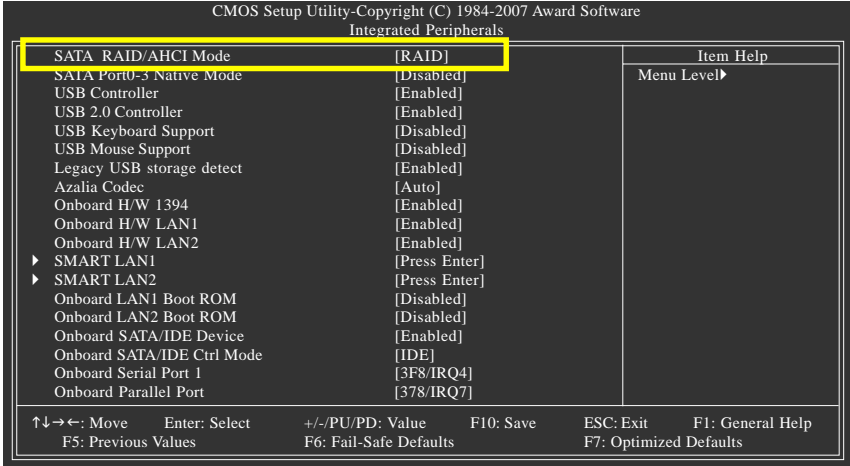 CMOS Setup Utility-Copyright (C) 1984-2007 Award Software
Integrated Peripherals
SATA RAID/AHCI Mode [RAID] Item Help
SATA Port0-3 Native Mode [Disabled] Menu Level▶
USB Controller [Enabled]
USB 2.0 Controller [Enabled]
USB Keyboard Support [Disabled]
USB Mouse Support [Disabled]
Legacy USB storage detect [Enabled]
Azalia Codec [Auto]
Onboard H/W 1394 [Enabled]
Onboard H/W LAN1 [Enabled]
Onboard H/W LAN2 [Enabled]
▶ SMART LAN1 [Press Enter]
▶ SMART LAN2 [Press Enter]
Onboard LAN1 Boot ROM [Disabled]
Onboard LAN2 Boot ROM [Disabled]
Onboard SATA/IDE Device [Enabled]
Onboard SATA/IDE Ctrl Mode [IDE]
Onboard Serial Port 1 [3F8/IRQ4]
Onboard Parallel Port [378/IRQ7]
↑↓→←: Move Enter: Select +/-/PU/PD: Value F10: Save ESC: Exit F1: General Help
F5: Previous Values F6: Fail-Safe Defaults F7: Optimized Defaults